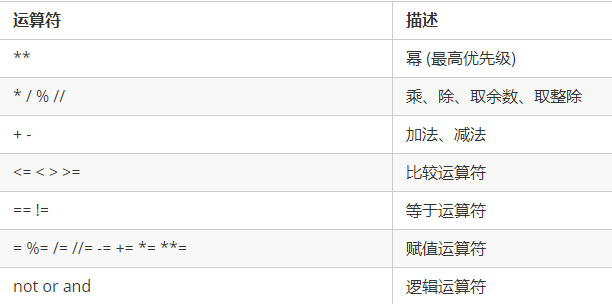 运算符 描述
** 幂 (最高优先级)
* / % // 乘、除、取余数、取整除
+ - 加法、减法
<= < > >= 比较运算符
== != 等于运算符
= %= /= //= -= += *= **= 赋值运算符
not or and 逻辑运算符